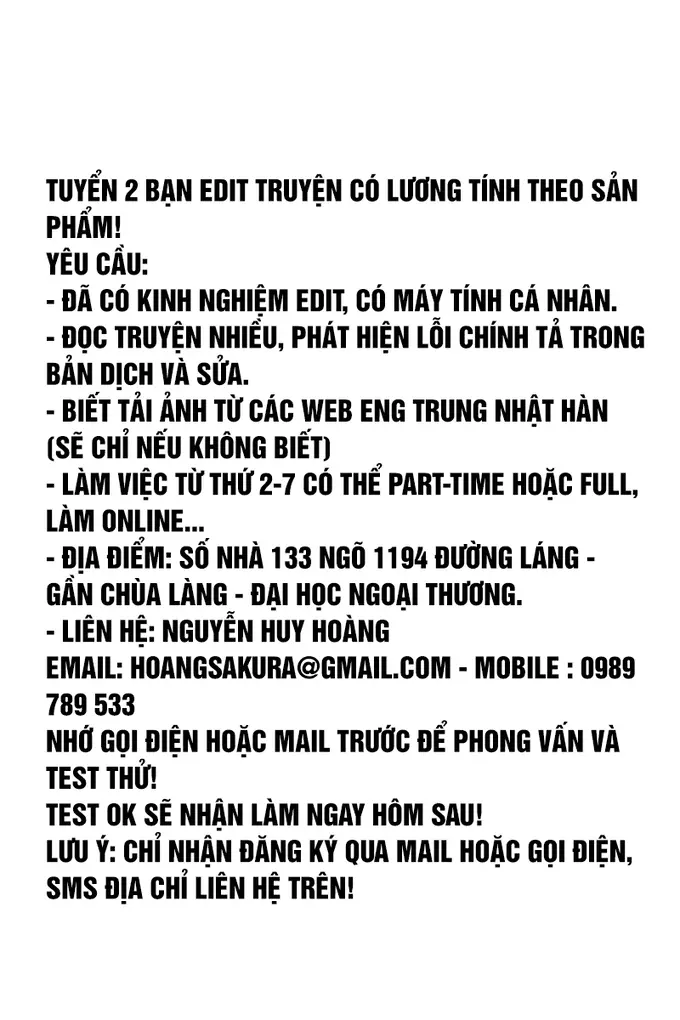 TUYỂN 2 BẠN EDIT TRUYỆN CÓ LƯƠNG TÍNH THEO SẢN
PHẨM!
YÊU CẦU:
- ĐÃ CÓ KINH NGHIỆM EDIT, CÓ MÁY TÍNH CÁ NHÂN.
- ĐỌC TRUYỆN NHIỀU, PHÁT HIỆN LỖI CHÍNH TẢ TRONG
BẢN DỊCH VÀ SỬA.
- BIẾT TẢI ẢNH TỪ CÁC WEB ENG TRUNG NHẬT HÀN
(SẼ CHỈ NẾU KHÔNG BIẾT)
- LÀM VIỆC TỪ THỨ 2-7 CÓ THỂ PART-TIME HOẶC FULL,
LÀM ONLINE...
- ĐỊA ĐIỂM: SỐ NHÀ 133 NGÕ 1194 ĐƯỜNG LÁNG -
GẦN CHÙA LÀNG - ĐẠI HỌC NGOẠI THƯƠNG.
- LIÊN HỆ: NGUYỄN HUY HOÀNG
EMAIL: HOANGSAKURA@GMAIL.COM - MOBILE : 0989
789 533
NHỚ GỌI ĐIỆN HOẶC MAIL TRƯỚC ĐỂ PHONG VẤN VÀ
TEST THỬ!
TEST OK SẼ NHẬN LÀM NGAY HÔM SAU!
LƯU Ý: CHỈ NHẬN ĐĂNG KÝ QUA MAIL HOẶC GỌI ĐIỆN,
SMS ĐỊA CHỈ LIÊN HỆ TRÊN!